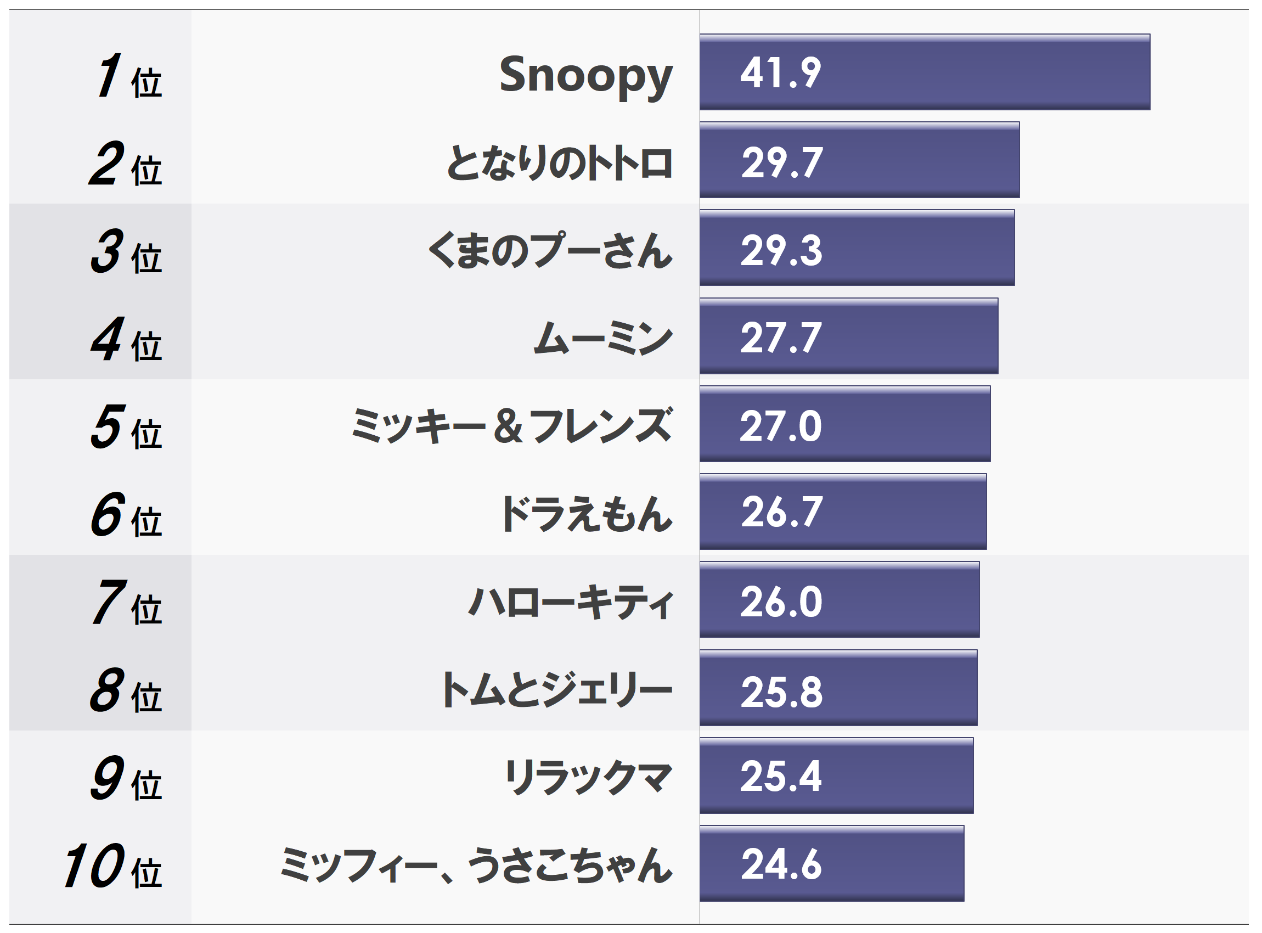 1位 Snoopy 41.9
2位 となりのトトロ 29.7
3位 くまのプーさん 29.3
4位 ムーミン 27.7
5位 ミッキー&フレンズ 27.0
6位 ドラえもん 26.7
7位 ハローキティ 26.0
8位 トムとジェリー 25.8
9位 リラックマ 25.4
10位 ミッフィー、うさこちゃん 24.6